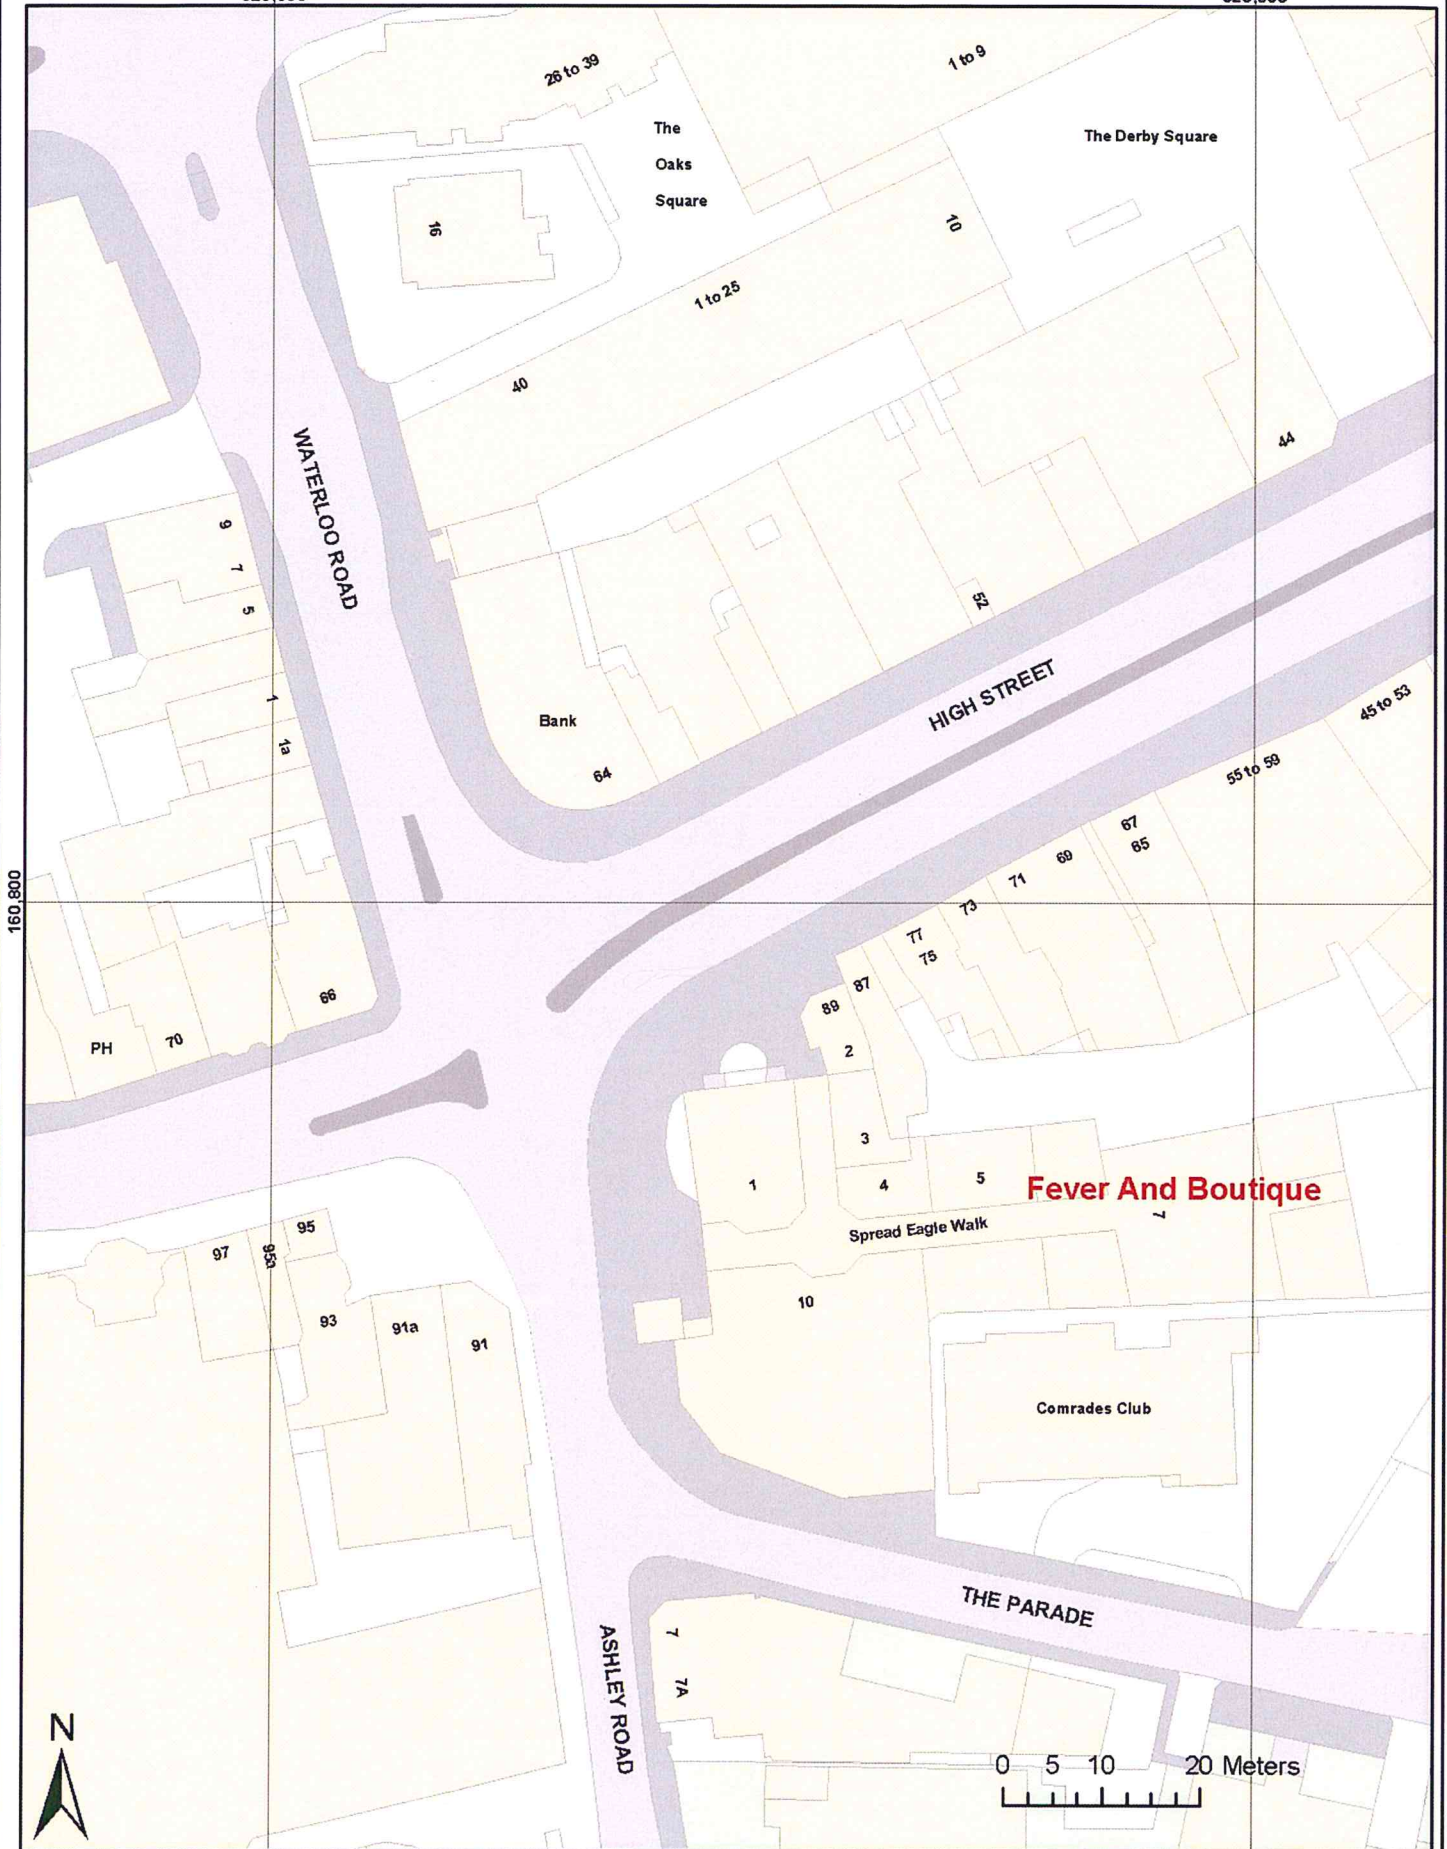 26 to 39
1 to 9
The
Oaks
Square
The Derby Square
16
10
1 to 25
40
44
WATERLOO ROAD
9
7
5
52
1
1a
HIGH STREET
45 to 53
Bank
64
55 to 59
67
65
69
71
73
160,800
77
75
87
89
66
2
70
PH
3
1
4
5
Fever And Boutique
7
Spread Eagle Walk
95
97
95a
10
93
91a
91
Comrades Club
THE PARADE
7
7A
ASHLEY ROAD
N
0 5 10 20 Meters